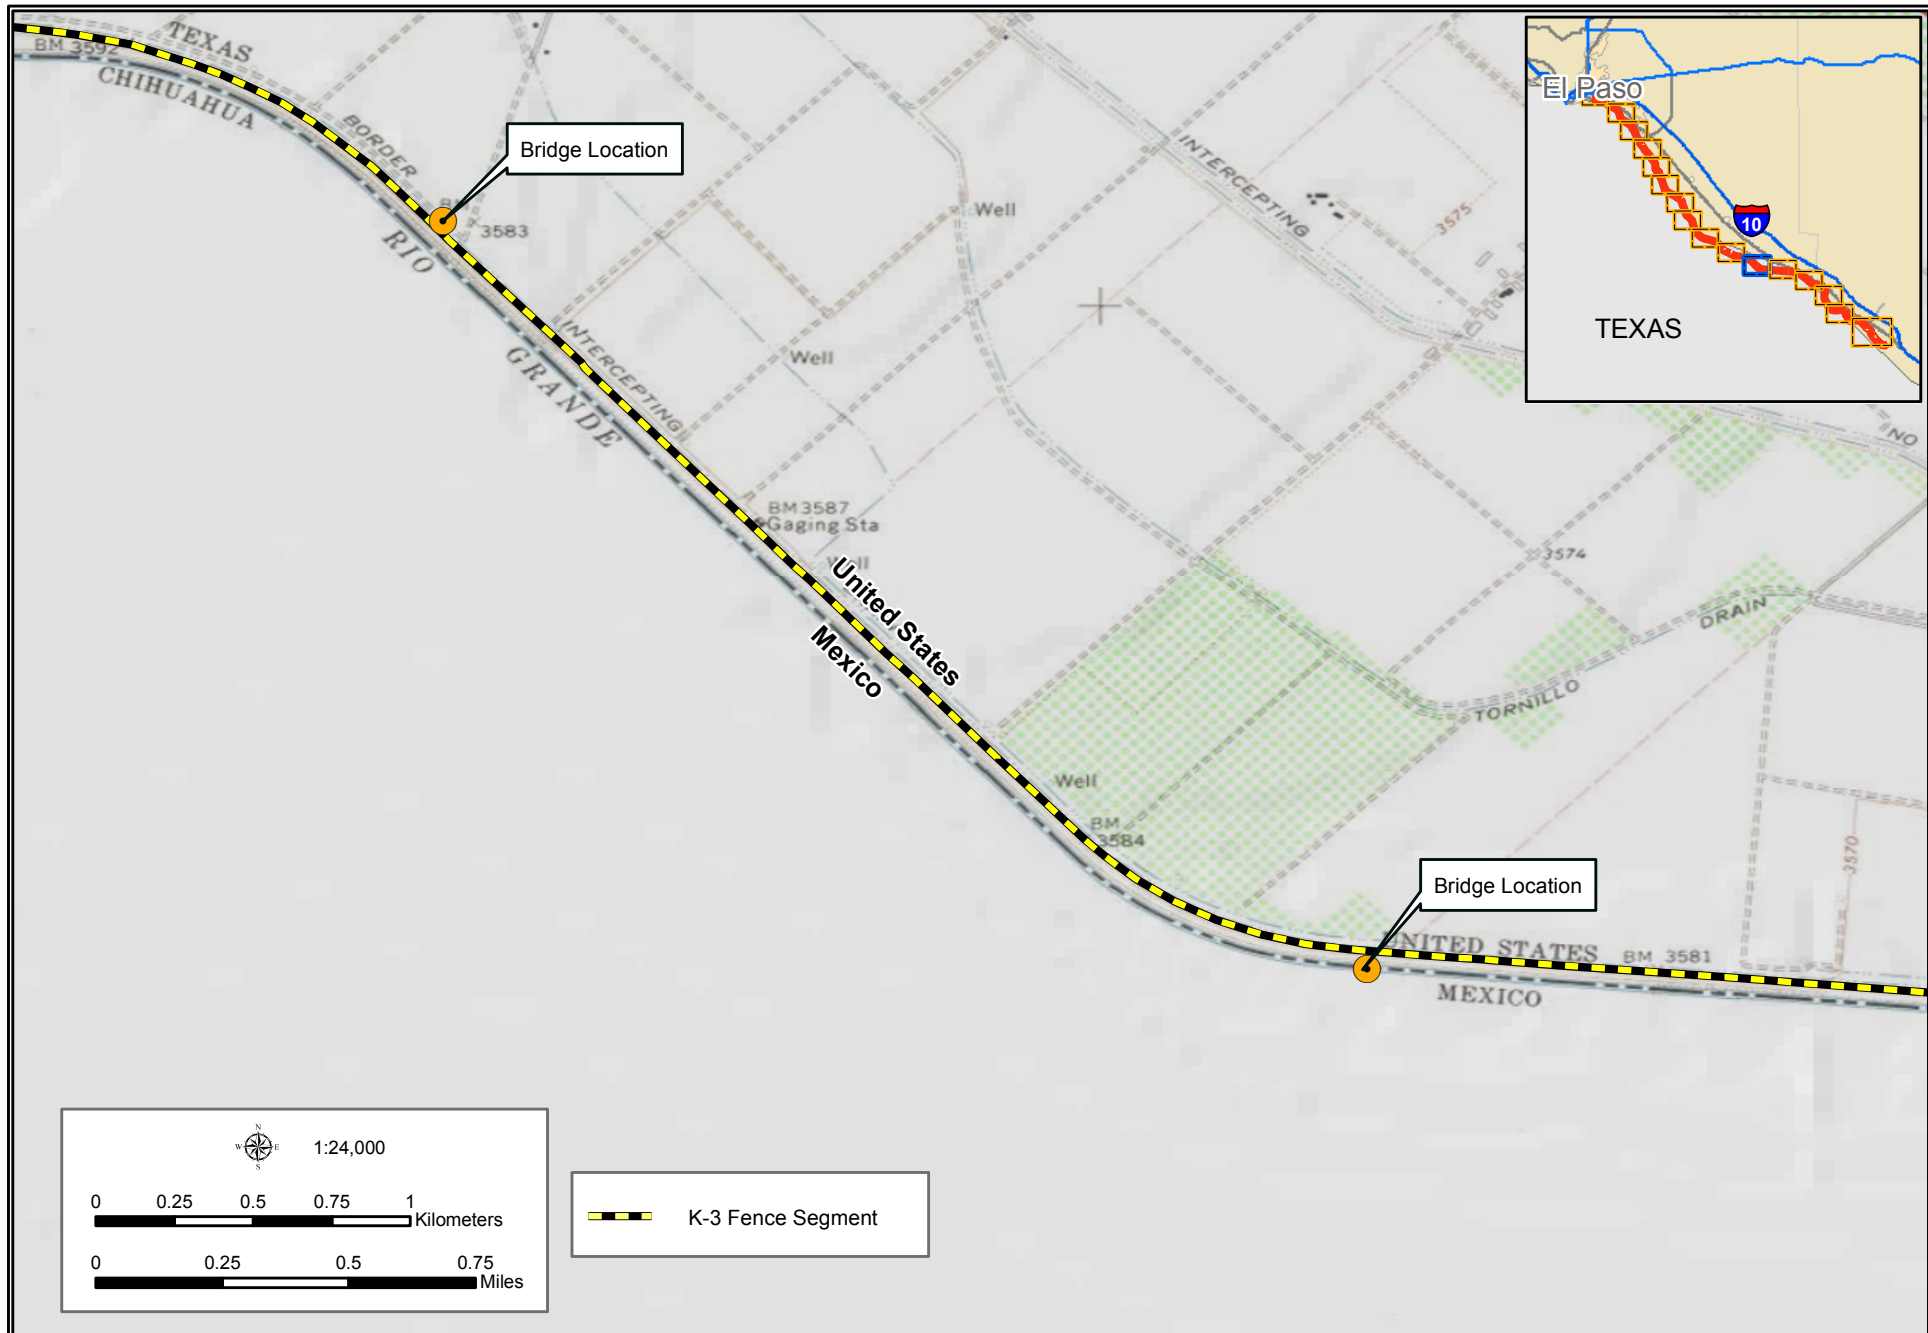 TEXAS
BM 3592
CHIHUAHUA
BORDER
Bridge Location
BM
3583
RIO
GRANDE
INTERCEPTING
Well
Well
INTERCEPTING
3575
El Paso
10
TEXAS
NO
BM 3587
Gaging Sta
Well
United States
Mexico
3574
DRAIN
TORNILLO
Well
BM
3584
3570
Bridge Location
UNITED STATES
BM 3581
MEXICO
N
W E
S
1:24,000
0 0.25 0.5 0.75 1
Kilometers
0 0.25 0.5 0.75
Miles
K-3 Fence Segment